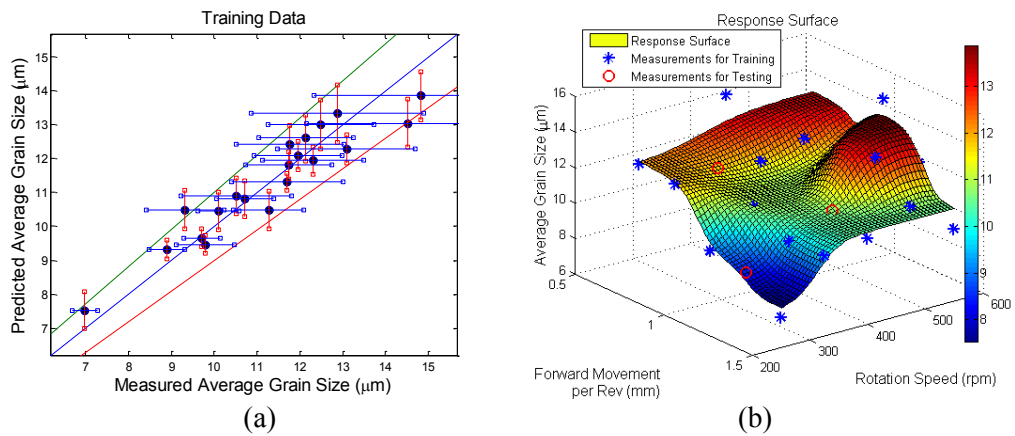 Training Data
15
14
13
12
11
10
9
8
7
Predicted Average Grain Size (μm)
7 8 9 10 11 12 13 14 15
Measured Average Grain Size (μm)
(a)
Response Surface
Response Surface
Measurements for Training
Measurements for Testing
16
14
12
10
8
6
Average Grain Size (μm)
0.5
1
1.5
Forward Movement
per Rev (mm)
200
300
400
500
600
Rotation Speed (rpm)
13
12
11
10
9
8
(b)